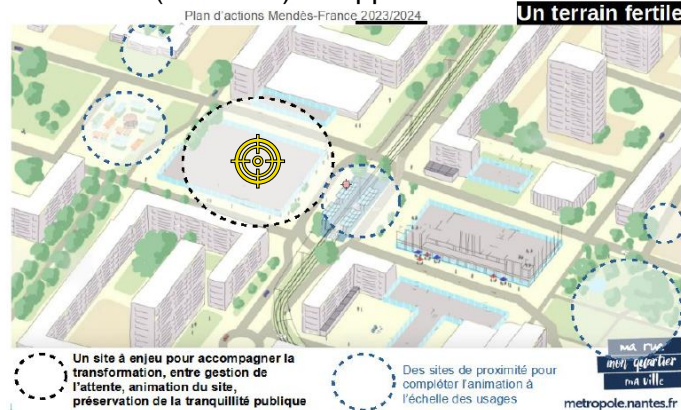 Plan d'actions Mendès-France 2023/2024
Un terrain fertile
Un site à enjeu pour accompagner la
transformation, entre gestion de
l'attente, animation du site,
préservation de la tranquilité publique
Des sites de proximité pour
compléter l'animation à
l'échelle des usages
ma rue.
mon quartier
ma ville
metropole.nantes.fr